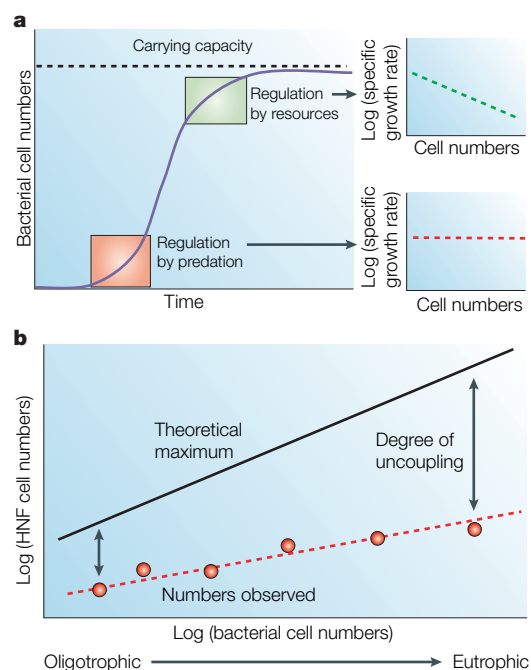 a
Carrying capacity
Bacterial cell numbers
Regulation
by resources
Regulation
by predation
Time
Log (specific
growth rate)
Cell numbers
Log (specific
growth rate)
Cell numbers
b
Log (HNF cell numbers)
Theoretical
maximum
Degree of
uncoupling
Numbers observed
Log (bacterial cell numbers)
Oligotrophic
Eutrophic